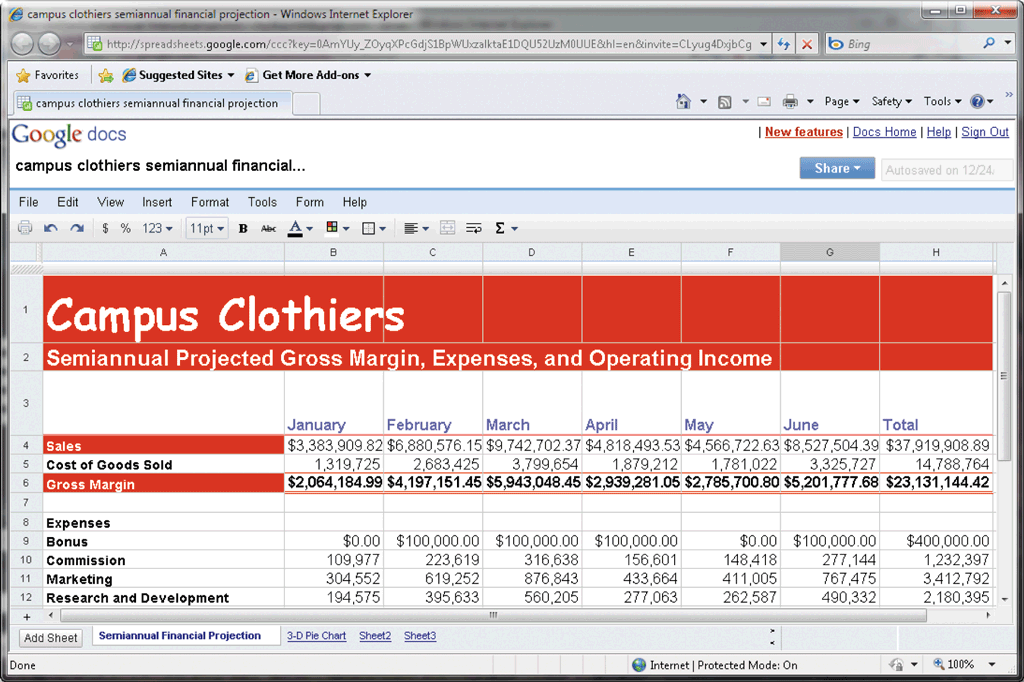 campus clothiers semiannual financial projection - Windows Internet Explorer
http://spreadsheets.google.com/ccc?key=0AmYUy_ZOyqXPcGdjS1BpWUxzalktaE1DQU52UzM0UUE&hl=en&invite=CLyug4DxjbCg
Bing
Favorites Suggested Sites Get More Add-ons
campus clothiers semiannual financial projection Page Safety Tools
Google docs | New features | Docs Home | Help | Sign Out
campus clothiers semiannual financial... Share Autosaved on 12/24/
File Edit View Insert Format Tools Form Help
$ % 123 11pt B Abc A Σ
A B C D E F G H
1 Campus Clothiers
2 Semiannual Projected Gross Margin, Expenses, and Operating Income
3 January February March April May June Total
4 Sales $3,383,909.82 $6,880,576.15 $9,742,702.37 $4,818,493.53 $4,566,722.63 $8,527,504.39 $37,919,908.89
5 Cost of Goods Sold 1,319,725 2,683,425 3,799,654 1,879,212 1,781,022 3,325,727 14,788,764
6 Gross Margin $2,064,184.99 $4,197,151.45 $5,943,048.45 $2,939,281.05 $2,785,700.80 $5,201,777.68 $23,131,144.42
7
8 Expenses
9 Bonus $0.00 $100,000.00 $100,000.00 $100,000.00 $0.00 $100,000.00 $400,000.00
10 Commission 109,977 223,619 316,638 156,601 148,418 277,144 1,232,397
11 Marketing 304,552 619,252 876,843 433,664 411,005 767,475 3,412,792
12 Research and Development 194,575 395,633 560,205 277,063 262,587 490,332 2,180,395
Add Sheet Semiannual Financial Projection 3-D Pie Chart Sheet2 Sheet3
Done Internet | Protected Mode: On 100%